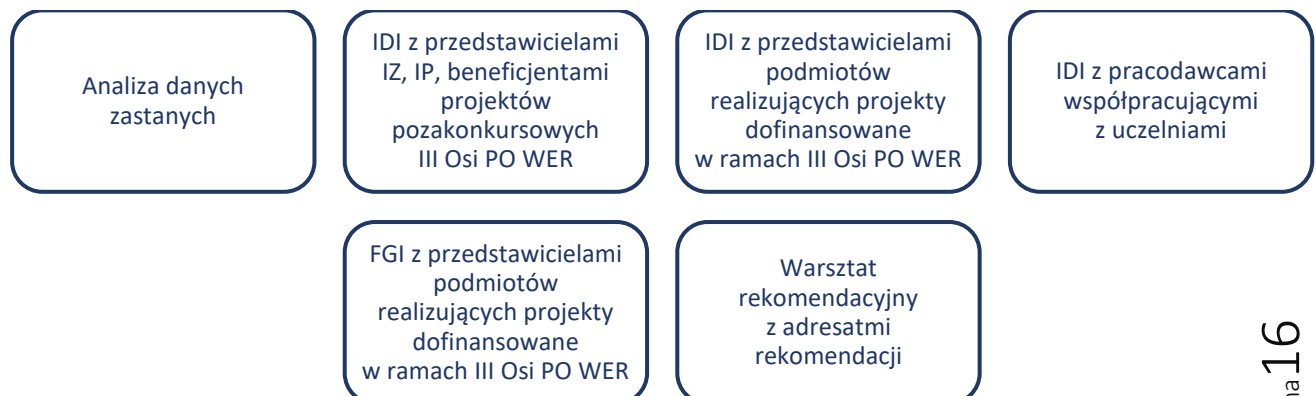 Analiza danych
zastanych
IDI z przedstawicielami
IZ, IP, beneficjentami
projektów
pozakonkursowych
III Osi PO WER
IDI z przedstawicielami
podmiotów
realizujących projekty
dofinansowane
w ramach III Osi PO WER
IDI z pracodawcami
współpracującymi
z uczelniami
FGI z przedstawicielami
podmiotów
realizujących projekty
dofinansowane
w ramach III Osi PO WER
Warsztat
rekomendacyjny
z adresatmi
rekomendacji
16